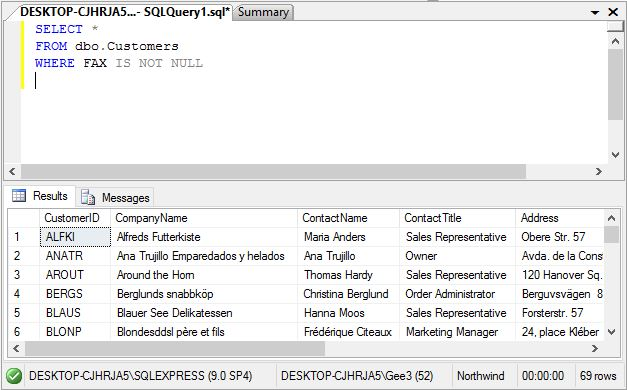 DESKTOP-CJHRJA5...- SQLQuery1.sql* Summary
SELECT *
FROM dbo.Customers
WHERE FAX IS NOT NULL
Results Messages
CustomerID CompanyName ContactName ContactTitle Address
1 ALFKI Alfreds Futterkiste Maria Anders Sales Representative Obere Str. 57
2 ANATR Ana Trujillo Emparedados y helados Ana Trujillo Owner Avda. de la Cons
3 AROUT Around the Horn Thomas Hardy Sales Representative 120 Hanover Sq.
4 BERGS Berglunds snabbköp Christina Berglund Order Administrator Berguvsvägen 8
5 BLAUS Blauer See Delikatessen Hanna Moos Sales Representative Forsterstr. 57
6 BLONP Blondesddsl père et fils Frédérique Citeaux Marketing Manager 24, place Kléber
DESKTOP-CJHRJA5\SQLEXPRESS (9.0 SP4) DESKTOP-CJHRJA5\Gee3 (52) Northwind 00:00:00 69 rows